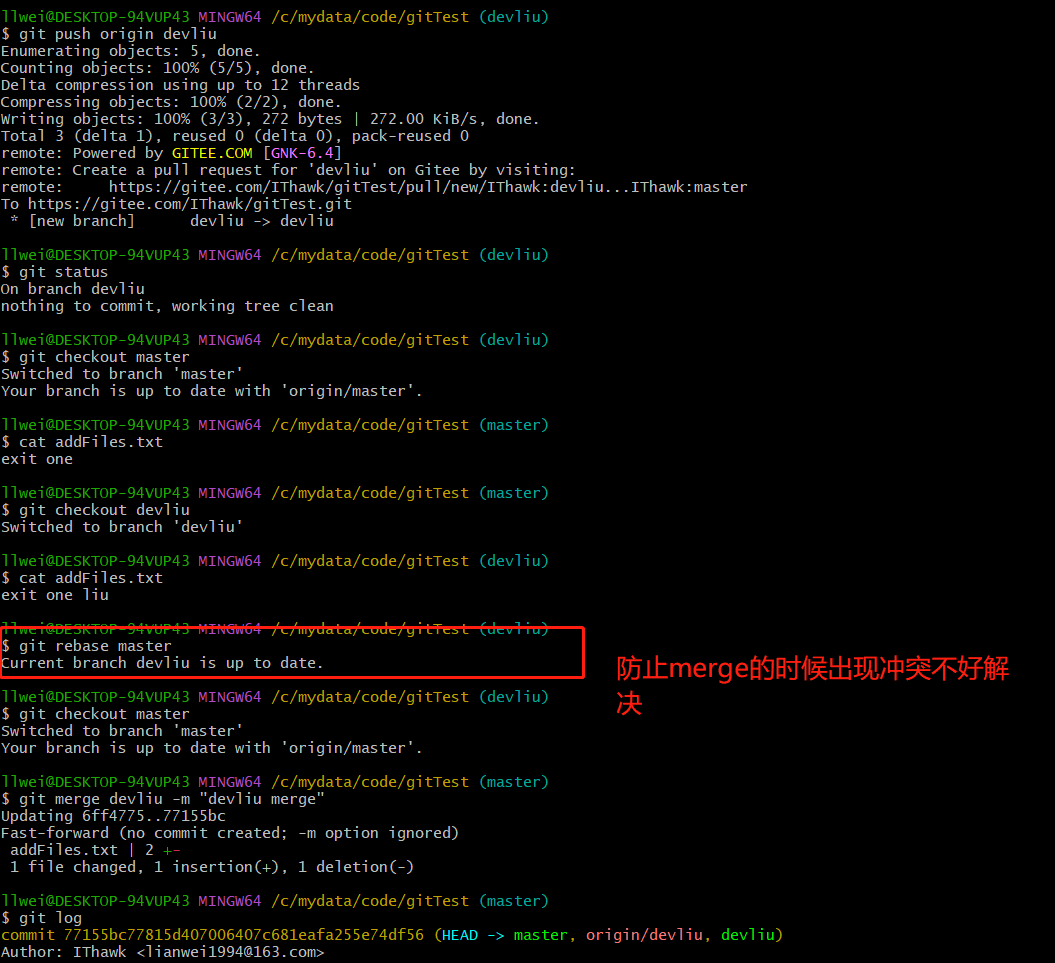 llwei@DESKTOP-94VUP43 MINGW64 /c/mydata/code/gitTest (devliu)
$ git push origin devliu
Enumerating objects: 5, done.
Counting objects: 100% (5/5), done.
Delta compression using up to 12 threads
Compressing objects: 100% (2/2), done.
Writing objects: 100% (3/3), 272 bytes | 272.00 KiB/s, done.
Total 3 (delta 1), reused 0 (delta 0), pack-reused 0
remote: Powered by GITEE.COM [GNK-6.4]
remote: Create a pull request for 'devliu' on Gitee by visiting:
remote:     https://gitee.com/IThawk/gitTest/pull/new/IThawk:devliu...IThawk:master
To https://gitee.com/IThawk/gitTest.git
 * [new branch]      devliu -> devliu
llwei@DESKTOP-94VUP43 MINGW64 /c/mydata/code/gitTest (devliu)
$ git status
On branch devliu
nothing to commit, working tree clean
llwei@DESKTOP-94VUP43 MINGW64 /c/mydata/code/gitTest (devliu)
$ git checkout master
Switched to branch 'master'
Your branch is up to date with 'origin/master'.
llwei@DESKTOP-94VUP43 MINGW64 /c/mydata/code/gitTest (master)
$ cat addFiles.txt
exit one
llwei@DESKTOP-94VUP43 MINGW64 /c/mydata/code/gitTest (master)
$ git checkout devliu
Switched to branch 'devliu'
llwei@DESKTOP-94VUP43 MINGW64 /c/mydata/code/gitTest (devliu)
$ cat addFiles.txt
exit one liu
llwei@DESKTOP-94VUP43 MINGW64 /c/mydata/code/gitTest (devliu)
$ git rebase master
Current branch devliu is up to date.
防止merge的时候出现冲突不好解
决
llwei@DESKTOP-94VUP43 MINGW64 /c/mydata/code/gitTest (devliu)
$ git checkout master
Switched to branch 'master'
Your branch is up to date with 'origin/master'.
llwei@DESKTOP-94VUP43 MINGW64 /c/mydata/code/gitTest (master)
$ git merge devliu -m "devliu merge"
Updating 6ff4775..77155bc
Fast-forward (no commit created; -m option ignored)
 addFiles.txt | 2 +-
 1 file changed, 1 insertion(+), 1 deletion(-)
llwei@DESKTOP-94VUP43 MINGW64 /c/mydata/code/gitTest (master)
$ git log
commit 77155bc77815d407006407c681eafa255e74df56 (HEAD -> master, origin/devliu, devliu)
Author: IThawk <lianwei1994@163.com>